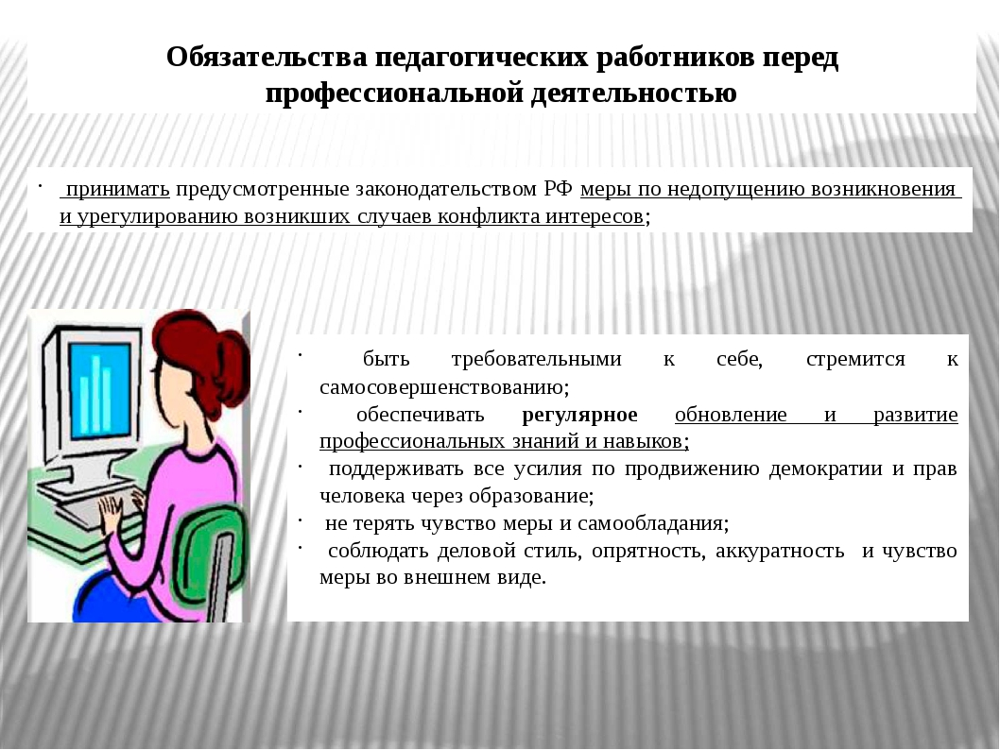 Обязательства педагогических работников перед
профессиональной деятельностью
· принимать предусмотренные законодательством РФ меры по недопущению возникновения
и урегулированию возникших случаев конфликта интересов;
· быть требовательными к себе, стремится к
самосовершенствованию;
· обеспечивать регулярное обновление и развитие
профессиональных знаний и навыков;
· поддерживать все усилия по продвижению демократии и прав
человека через образование;
· не терять чувство меры и самообладания;
· соблюдать деловой стиль, опрятность, аккуратность и чувство
меры во внешнем виде.